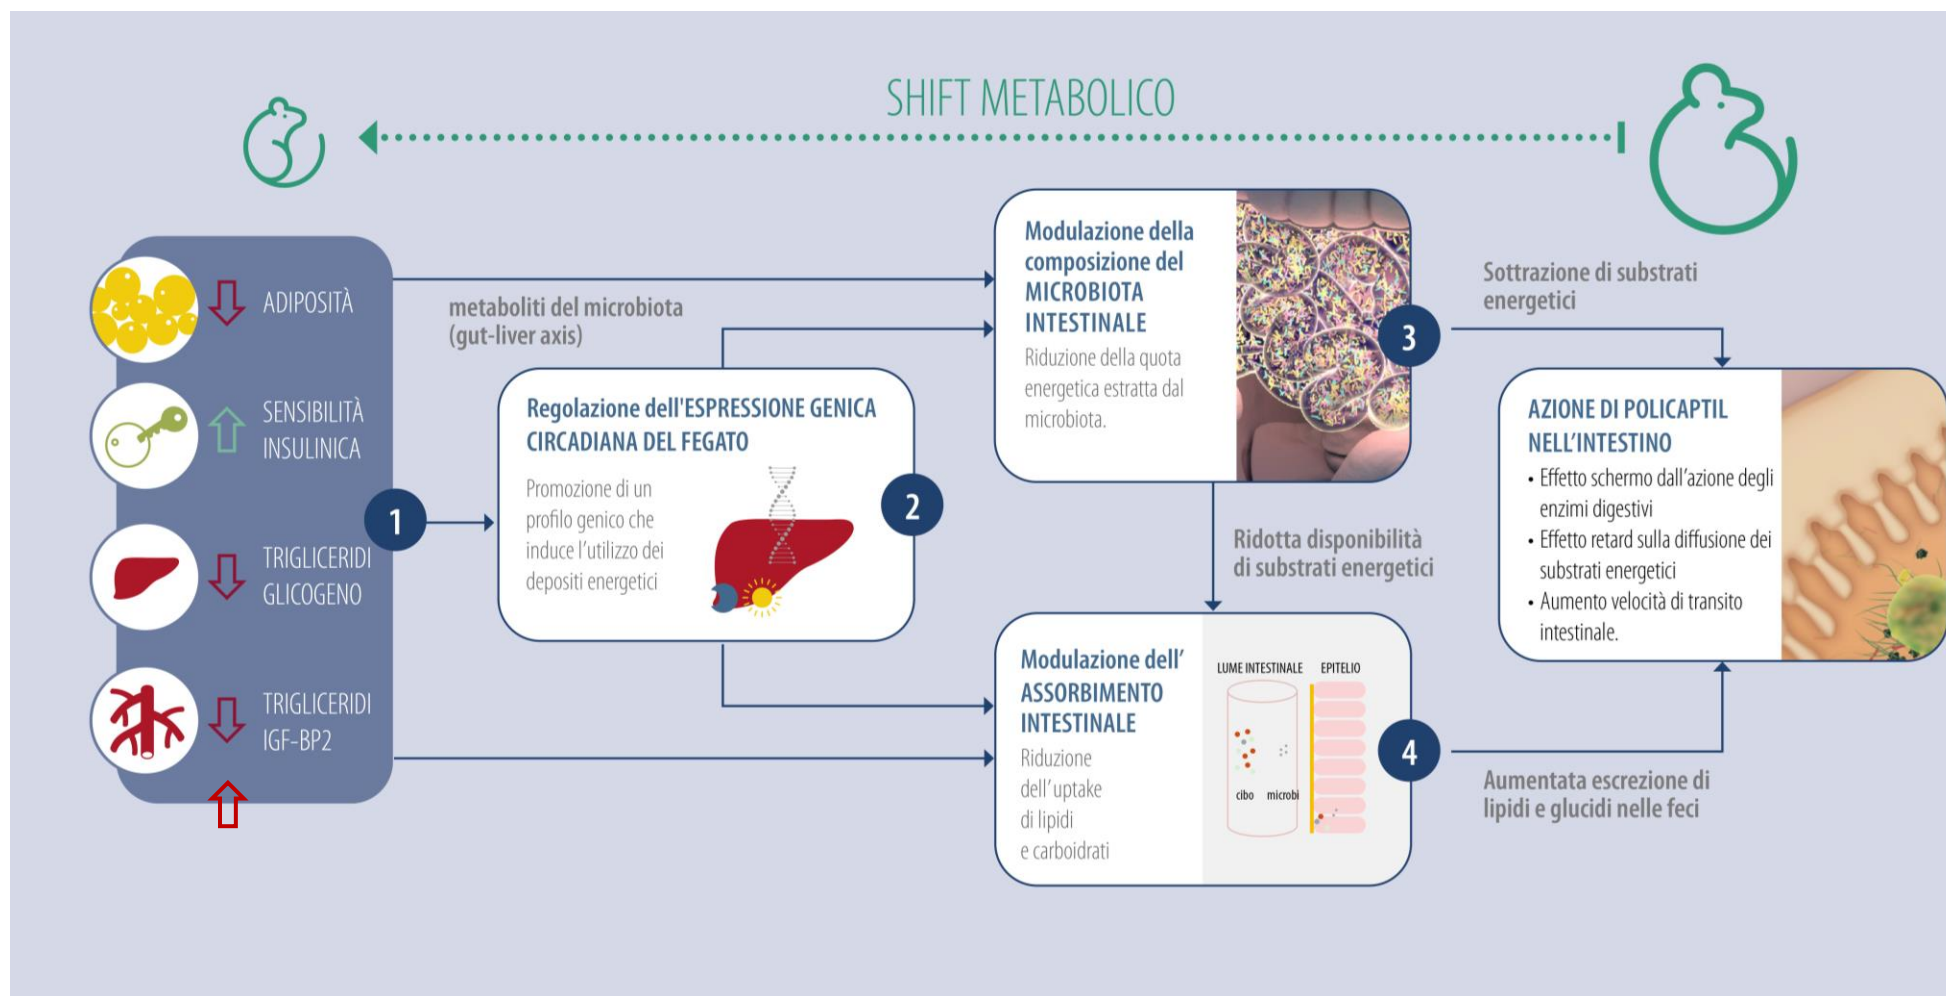 SHIFT METABOLICO
ADIPOSITÀ
SENSIBILITÀ
INSULINICA
TRIGLICERIDI
GLICOGENO
TRIGLICERIDI
IGF-BP2
1
metaboliti del microbiota
(gut-liver axis)
Regolazione dell'ESPRESSIONE GENICA
CIRCADIANA DEL FEGATO
Promozione di un
profilo genico che
induce l'utilizzo dei
depositi energetici
2
Modulazione della
composizione del
MICROBIOTA
INTESTINALE
Riduzione della quota
energetica estratta dal
microbiota.
3
Ridotta disponibilità
di substrati energetici
Modulazione dell'
ASSORBIMENTO
INTESTINALE
Riduzione
dell'uptake
di lipidi
e carboidrati
LUME INTESTINALE
EPITELIO
cibo
microbi
4
Sottrazione di substrati
energetici
AZIONE DI POLICAPTIL
NELL'INTESTINO
• Effetto schermo dall'azione degli
enzimi digestivi
• Effetto retard sulla diffusione dei
substrati energetici
• Aumento velocità di transito
intestinale.
Aumentata escrezione di
lipidi e glucidi nelle feci